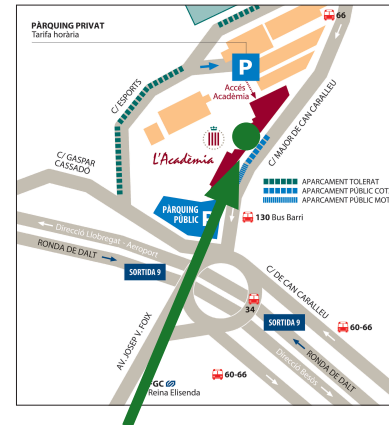 PÀRQUING PRIVAT
Tarifa horària
66
P
C/ ESPORTS
Accés
Acadèmia
C/ MAJOR DE CAN CARALLEU
C/ GASPAR
CASSADÓ
L'Acadèmia
APARCAMENT TOLERAT
APARCAMENT PÚBLIC COT
APARCAMENT PÚBLIC MOT
PÀRQUING
PÚBLIC
130 Bus Barri
Direcció Llobregat - Aeroport
RONDA DE DALT
SORTIDA 9
C/ DE CAN CARALLEU
34
SORTIDA 9
60-66
AV. JOSEP V. FOIX
RONDA DE DALT
Direcció Besòs
60-66
FGC
Reina Elisenda